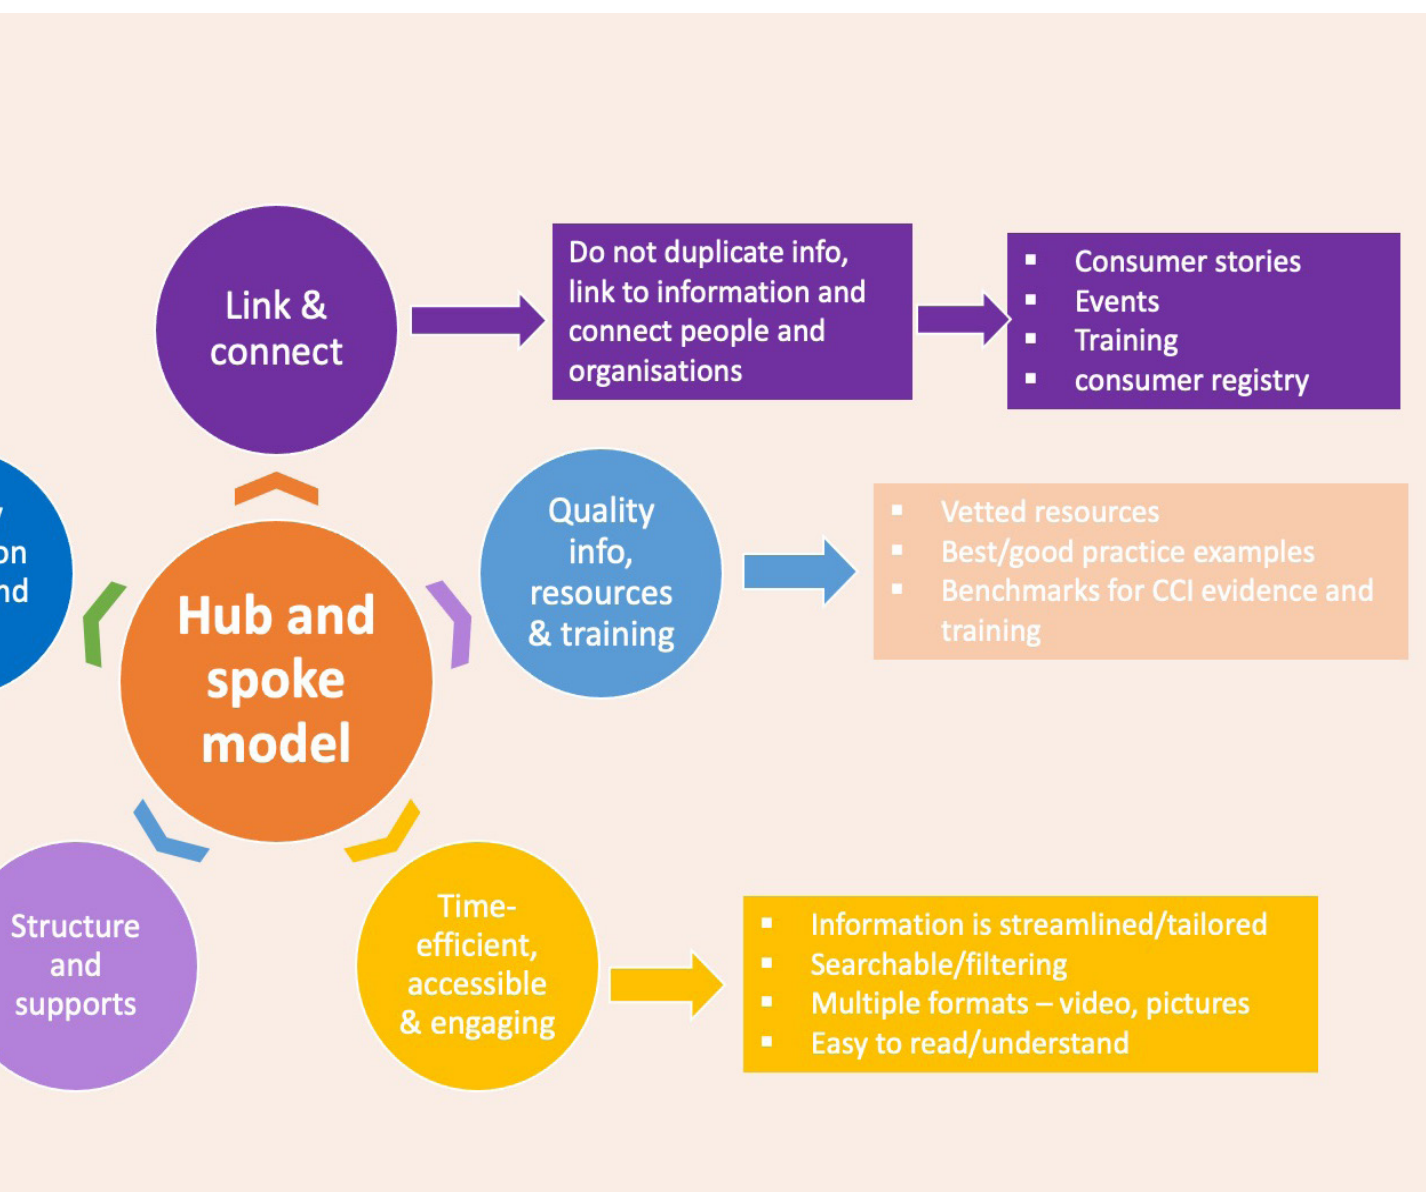 Link &
connect
Do not duplicate info,
link to information and
connect people and
organisations
▪ Consumer stories
▪ Events
▪ Training
▪ consumer registry
Quality
info,
resources
& training
▪ Vetted resources
▪ Best/good practice examples
▪ Benchmarks for CCI evidence and
training
Hub and
spoke
model
Structure
and
supports
Time-
efficient,
accessible
& engaging
▪ Information is streamlined/tailored
▪ Searchable/filtering
▪ Multiple formats – video, pictures
▪ Easy to read/understand